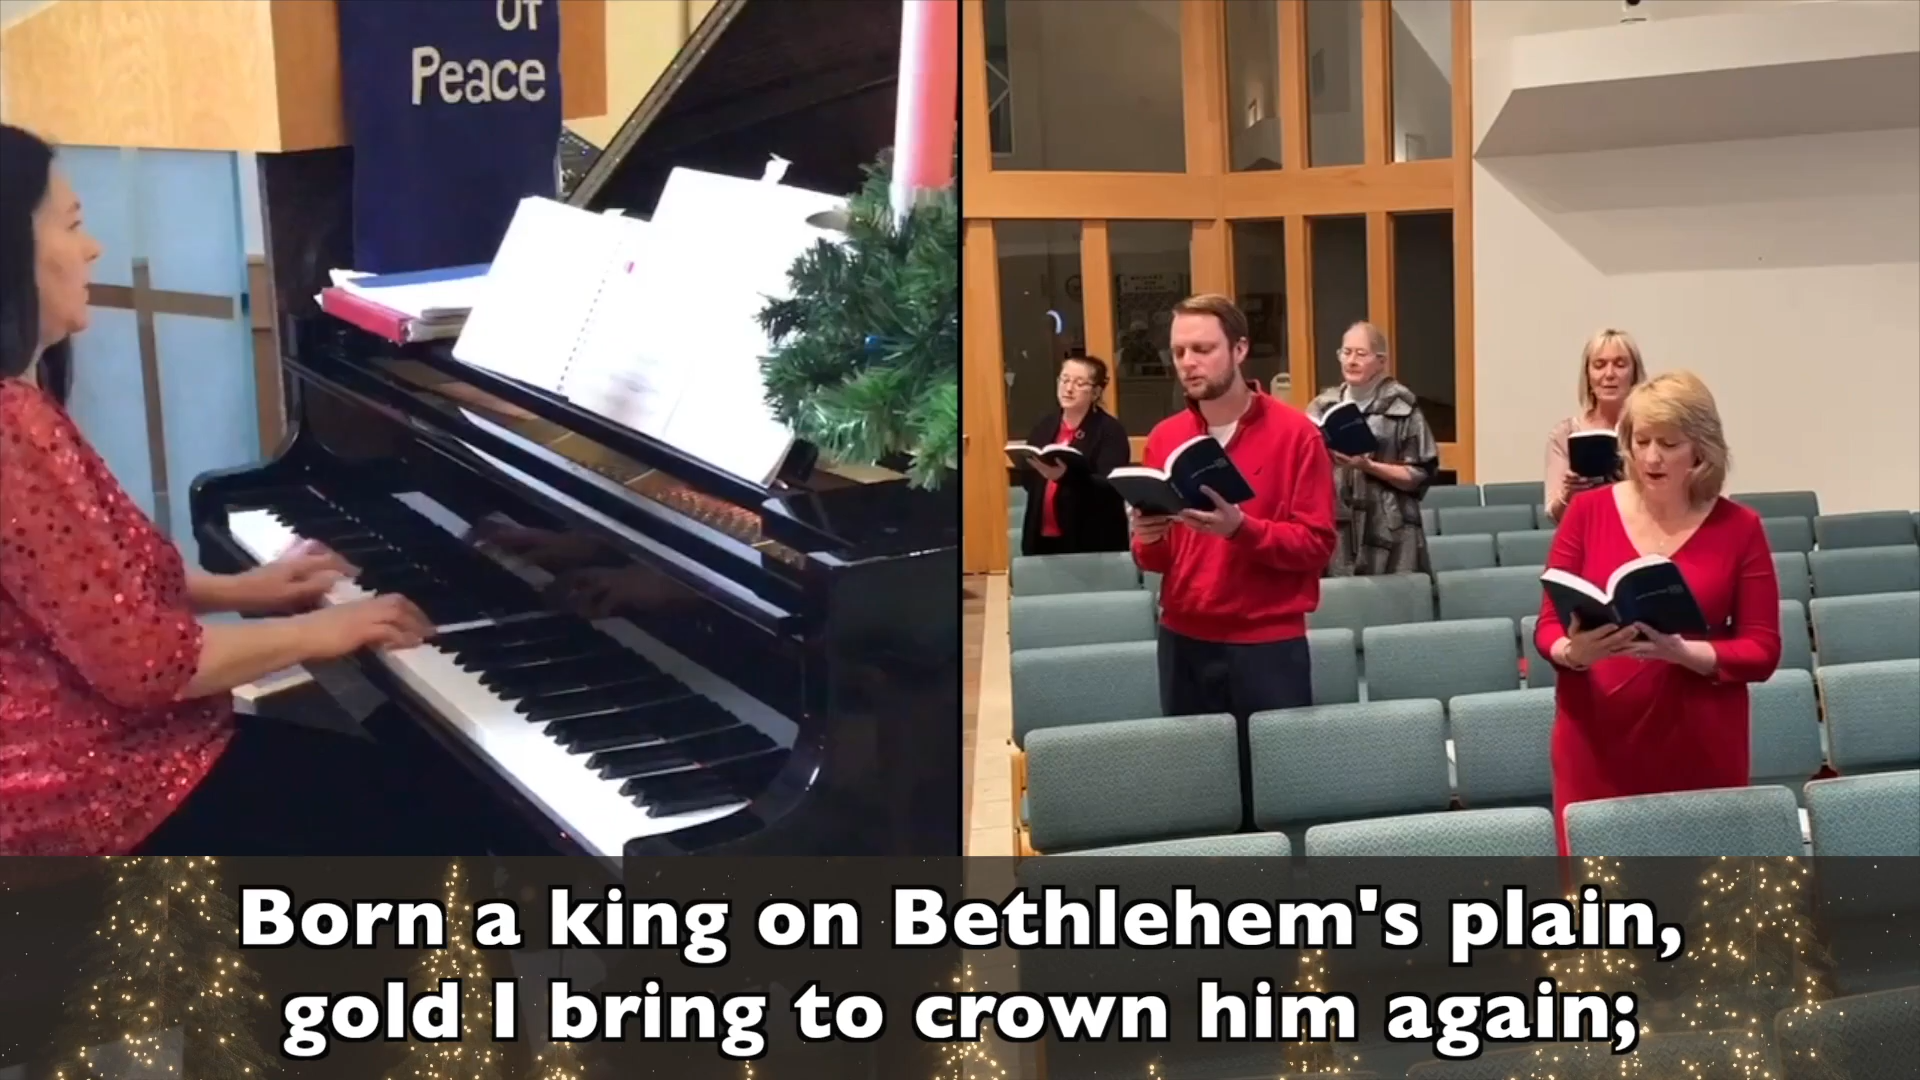 Of
Peace
Born a king on Bethlehem's plain,
gold I bring to crown him again;